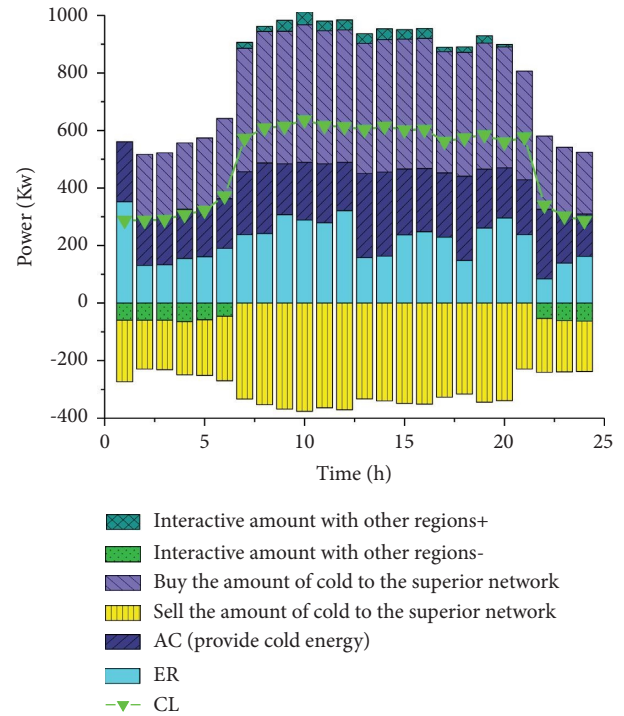 1000
800
600
400
200
0
-200
-400
Power (Kw)
0
5
10
15
20
25
Time (h)
Interactive amount with other regions+
Interactive amount with other regions-
Buy the amount of cold to the superior network
Sell the amount of cold to the superior network
AC (provide cold energy)
ER
CL